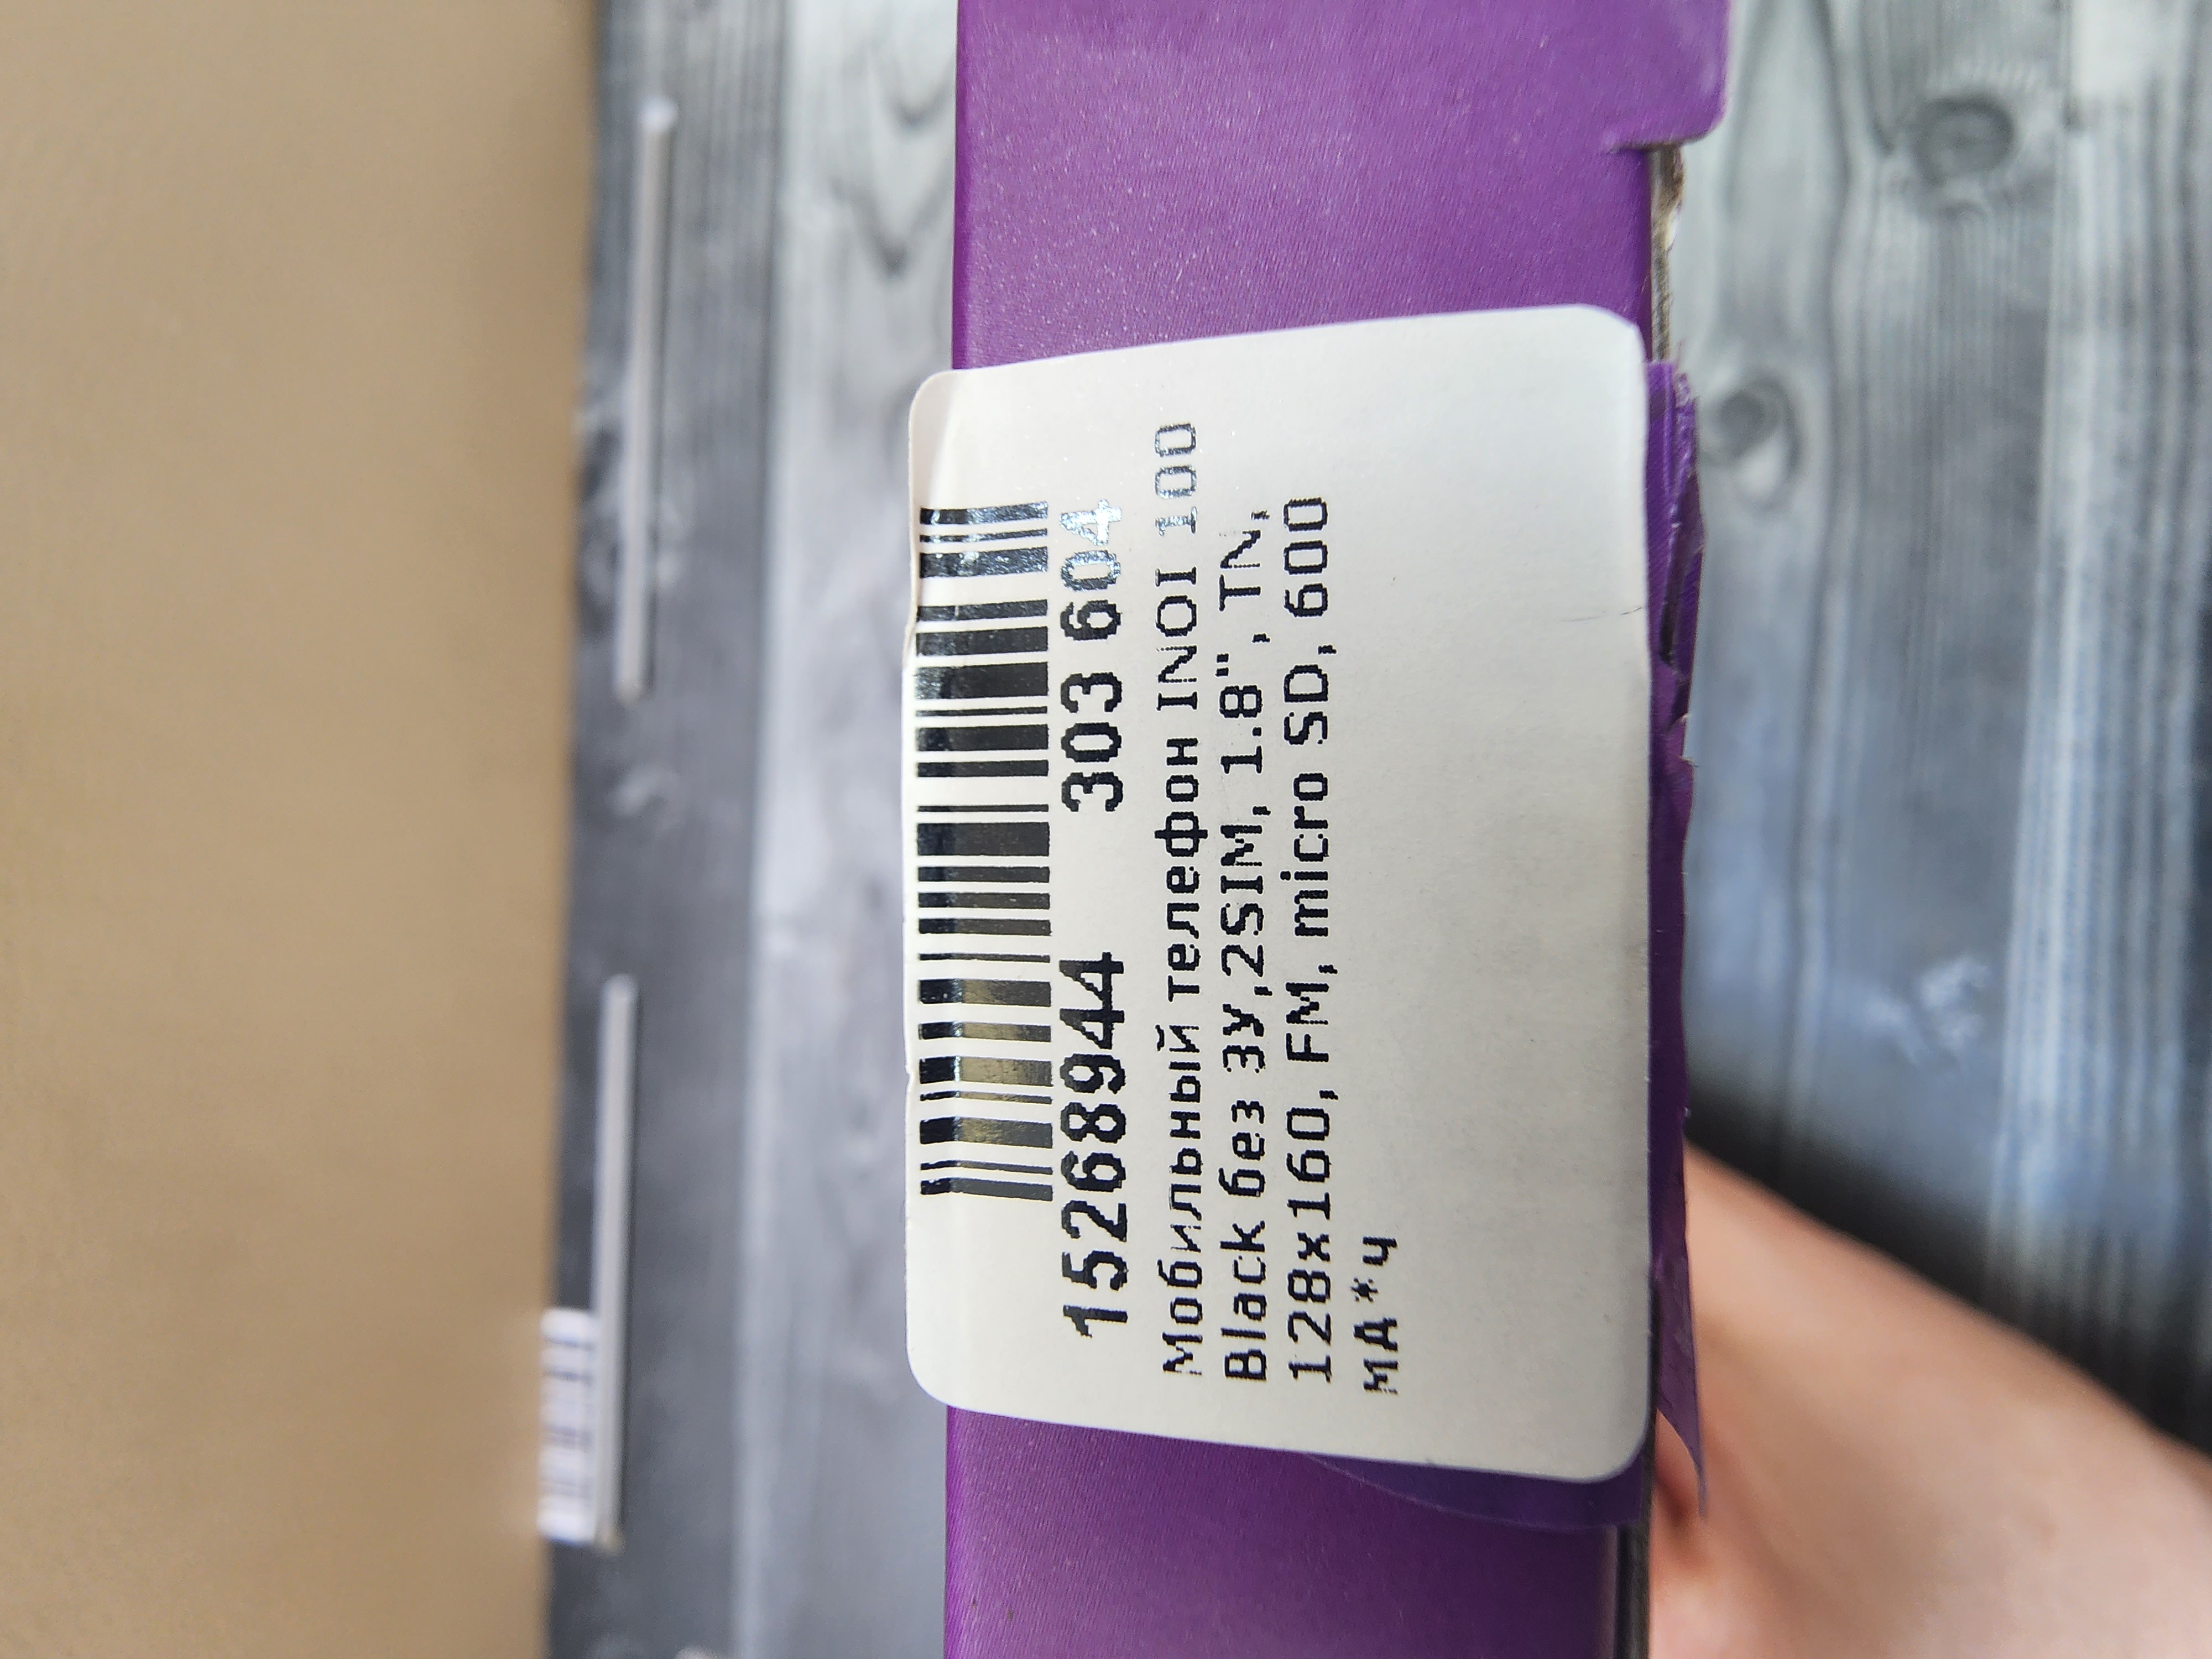 15268944 303 604
Мобильный телефон INOI 100
Black без ЗУ,2SIM, 1.8", TN,
128x160, FM, micro SD, 600
мА*ч